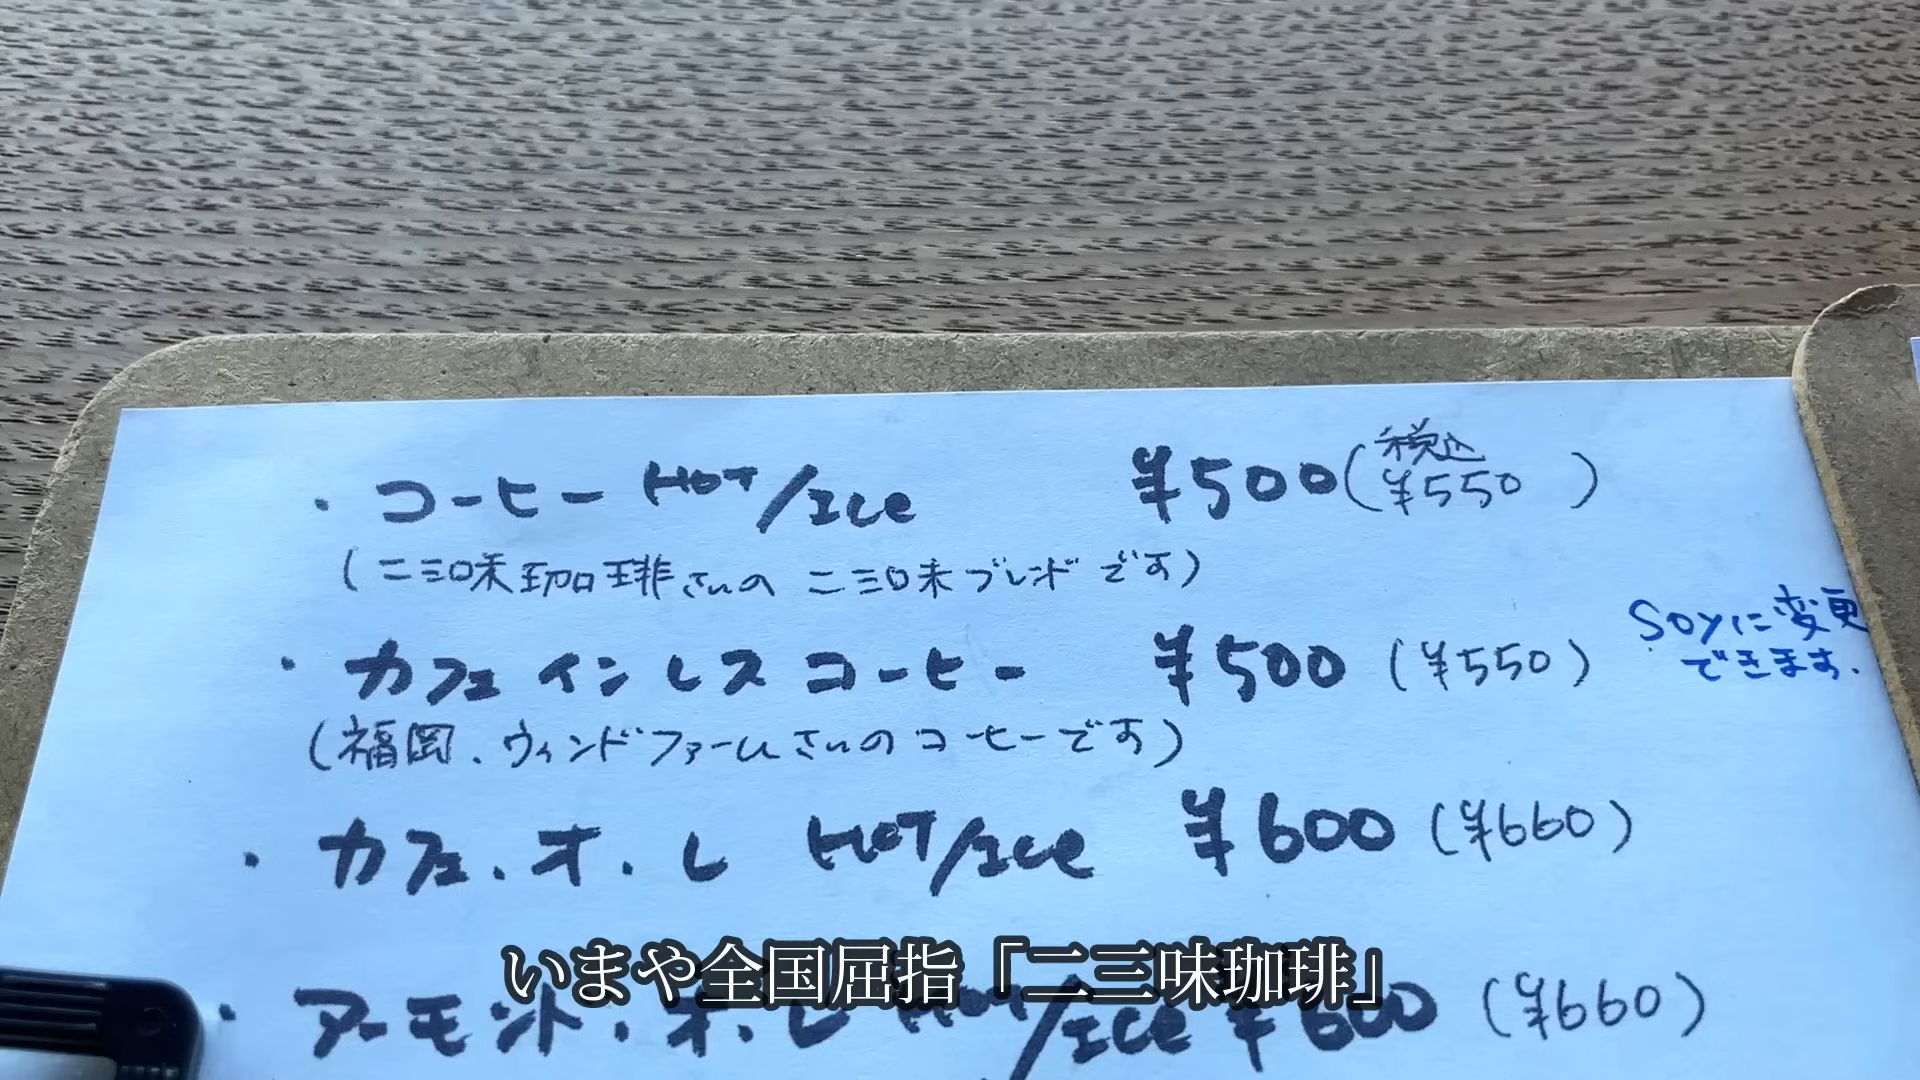 ・コーヒー HOT/Ice ¥500(税込 ¥550)
(二三味珈琲さんの 二三味ブレンドです)
・カフェインレスコーヒー ¥500 (¥550)
Soyに変更
できます.
(福岡、ウィンドファームさんのコーヒーです)
・カフェ・オ・レ HOT/Ice ¥600 (¥660)
・アーモンド・オ・レ HOT/Ice ¥600 (¥660)
いまや全国屈指「二三味珈琲」